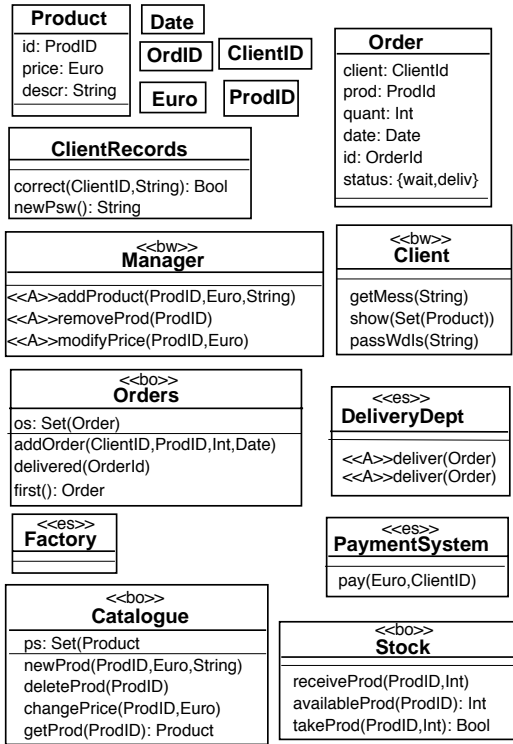 Product
id: ProdID
price: Euro
descr: String
Date
OrdID
ClientID
Euro
ProdID
Order
client: ClientId
prod: ProdId
quant: Int
date: Date
id: OrderId
status: {wait,deliv}
ClientRecords
correct(ClientID,String): Bool
newPsw(): String
<<bw>>
Manager
<<A>>addProduct(ProdID,Euro,String)
<<A>>removeProd(ProdID)
<<A>>modifyPrice(ProdID,Euro)
<<bw>>
Client
getMess(String)
show(Set(Product))
passWdIs(String)
<<bo>>
Orders
os: Set(Order)
addOrder(ClientID,ProdID,Int,Date)
delivered(OrderId)
first(): Order
<<es>>
DeliveryDept
<<A>>deliver(Order)
<<A>>deliver(Order)
<<es>>
Factory
<<es>>
PaymentSystem
pay(Euro,ClientID)
<<bo>>
Catalogue
ps: Set(Product
newProd(ProdID,Euro,String)
deleteProd(ProdID)
changePrice(ProdID,Euro)
getProd(ProdID): Product
<<bo>>
Stock
receiveProd(ProdID,Int)
availableProd(ProdID): Int
takeProd(ProdID,Int): Bool